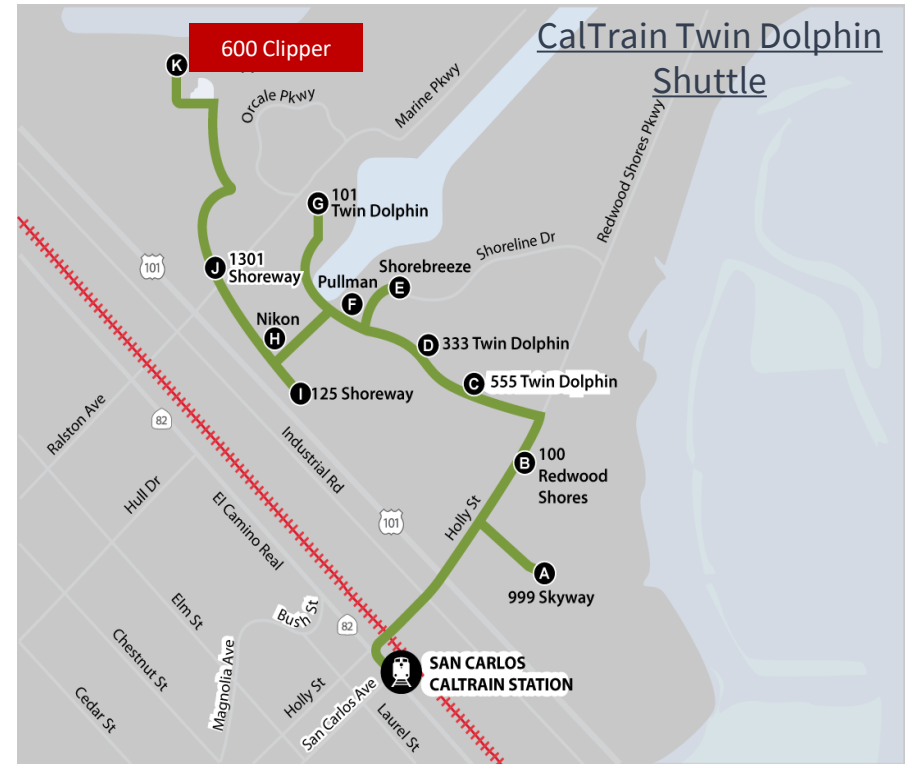 CalTrain Twin Dolphin
Shuttle
600 Clipper
K
Orcale Pkwy
Marine Pkwy
Redwood Shores Pkwy
G
101
Twin Dolphin
Shoreline Dr
J
1301
Shoreway
101
Pullman
F
Shorebreeze
E
Nikon
H
D
333 Twin Dolphin
C
555 Twin Dolphin
I
125 Shoreway
Ralston Ave
82
Industrial Rd
B
100
Redwood
Shores
Hull Dr
El Camino Real
101
Holly St
A
999 Skyway
Elm St
Bush St
82
Chestnut St
Magnolia Ave
Cedar St
Holly St
San Carlos Ave
Laurel St
SAN CARLOS
CALTRAIN STATION